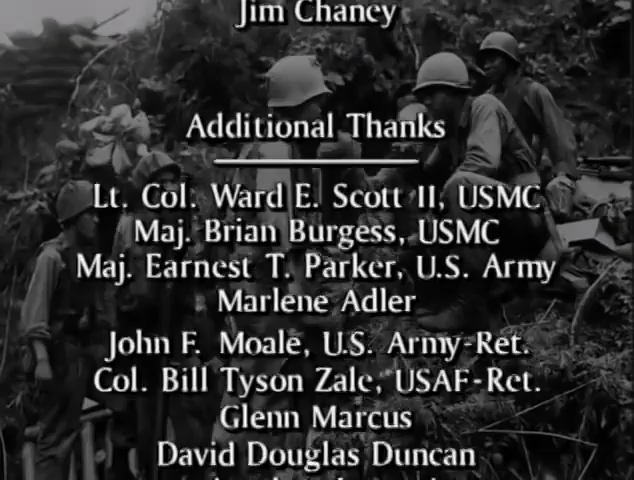 Jim Chaney
Additional Thanks
Lt. Col. Ward E. Scott II, USMC
Maj. Brian Burgess, USMC
Maj. Earnest T. Parker, U.S. Army
Marlene Adler
John F. Moale, U.S. Army-Ret.
Col. Bill Tyson Zale, USAF-Ret.
Glenn Marcus
David Douglas Duncan